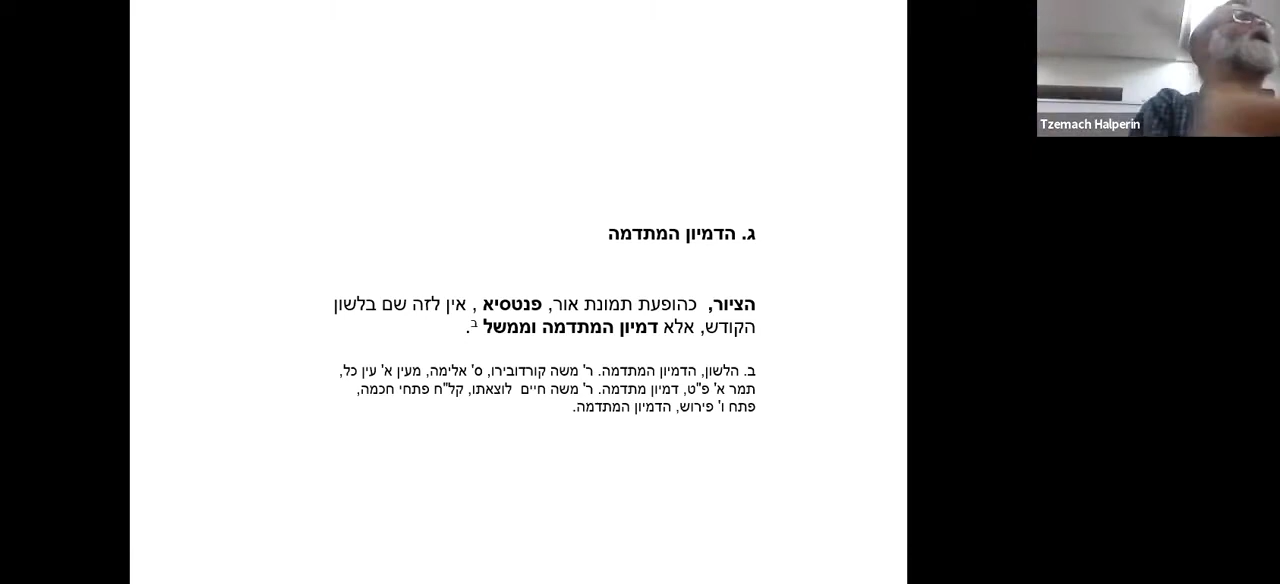 ג. הדמיון המתדמה
הציור, כהופעת תמונת אור, פנטסיא , אין לזה שם בלשון
הקודש, אלא דמיון המתדמה וממשל ב.
ב. הלשון, הדמיון המתדמה. ר' משה קורדובירו, ס' אלימה, מעין א' עין כל,
תמר א' פ"ט, דמיון מתדמה. ר' משה חיים לוצאתו, קל"ח פתחי חכמה,
פתח ו' פירוש, הדמיון המתדמה.
Tzemach Halperin